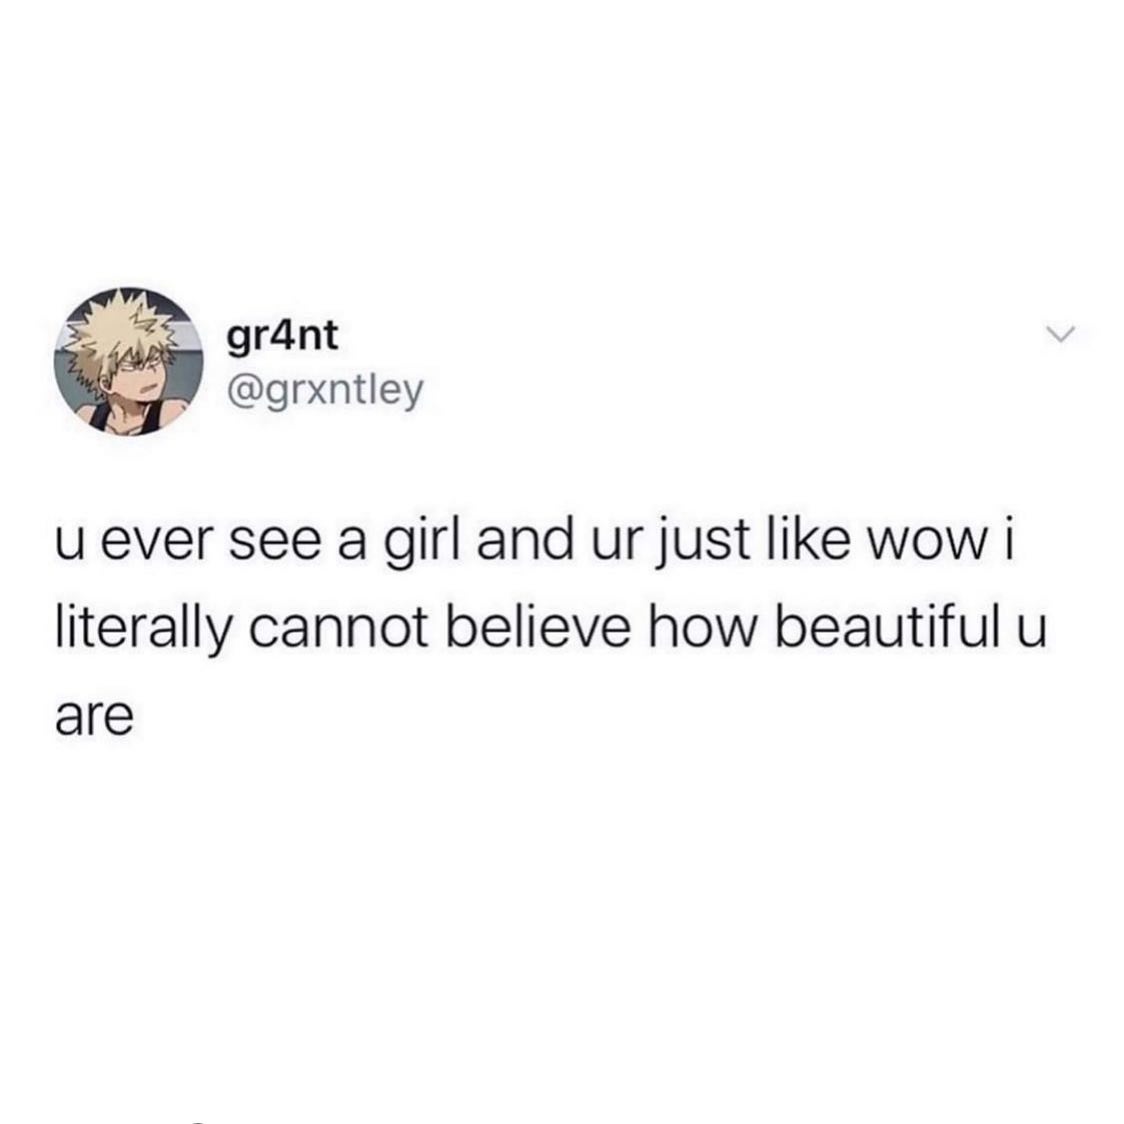 gr4nt
@grxntley
u ever see a girl and ur just like wow i
literally cannot believe how beautiful u
are